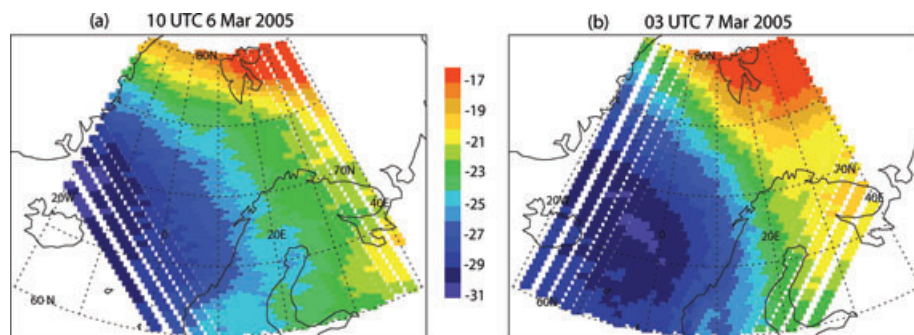 (a) 10 UTC 6 Mar 2005
80N
70N
20W
40E
20E
0
60 N
-17
-19
-21
-23
-25
-27
-29
-31
(b) 03 UTC 7 Mar 2005
80N
70N
20W
40E
20E
0
60N